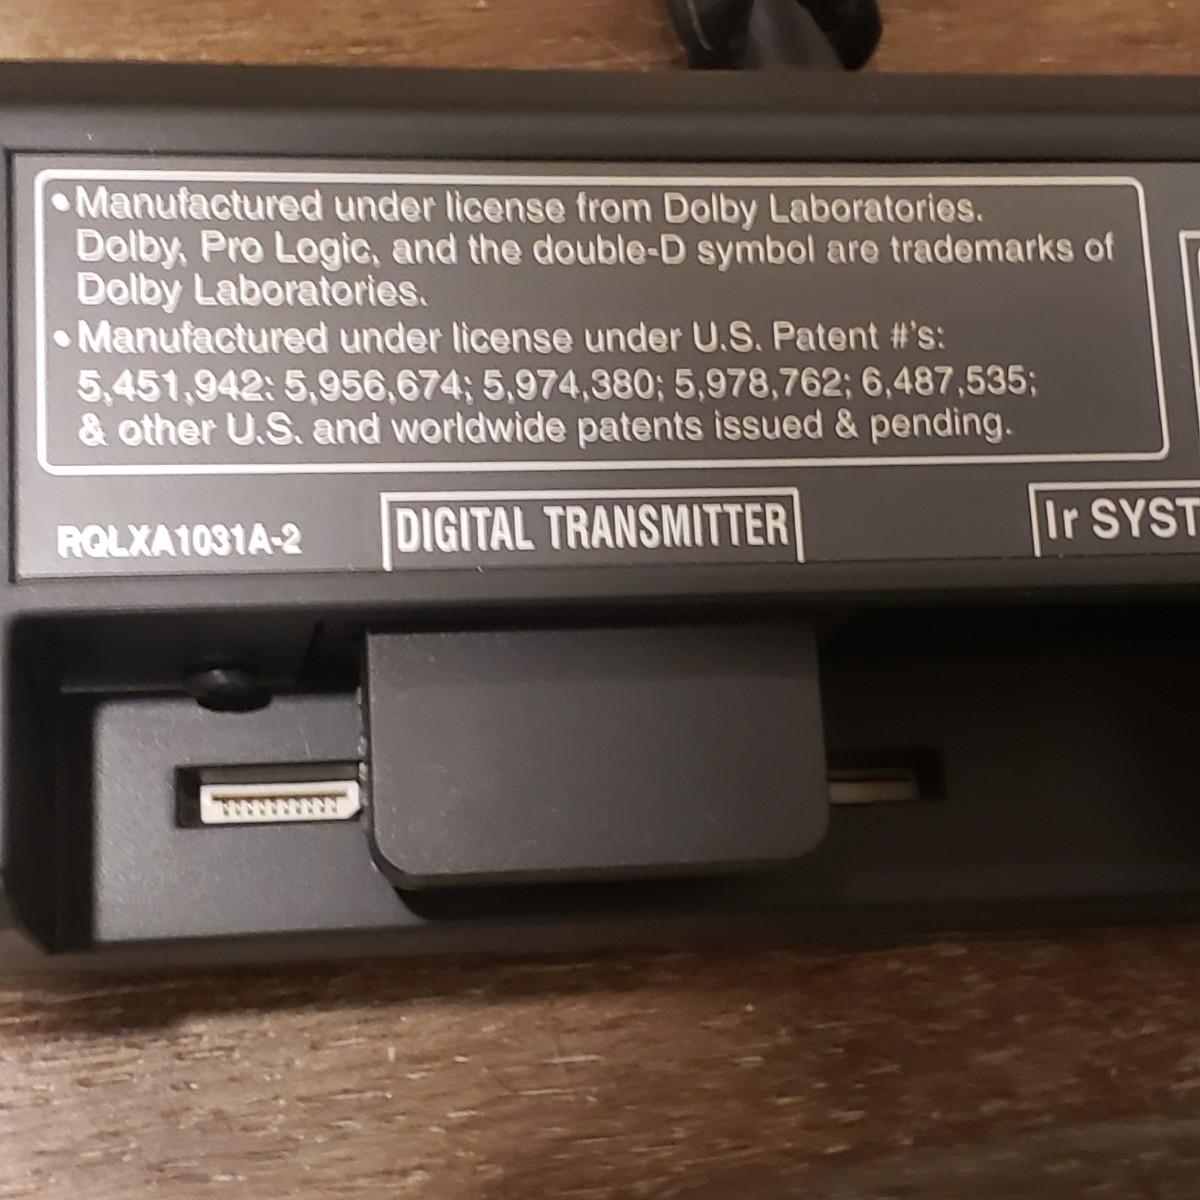 • Manufactured under license from Dolby Laboratories.
Dolby, Pro Logic, and the double-D symbol are trademarks of
Dolby Laboratories.
• Manufactured under license under U.S. Patent #'s:
5,451,942: 5,956,674; 5,974,380; 5,978,762; 6,487,535;
& other U.S. and worldwide patents issued & pending.
RQLXA1031A-2 DIGITAL TRANSMITTER Ir SYST